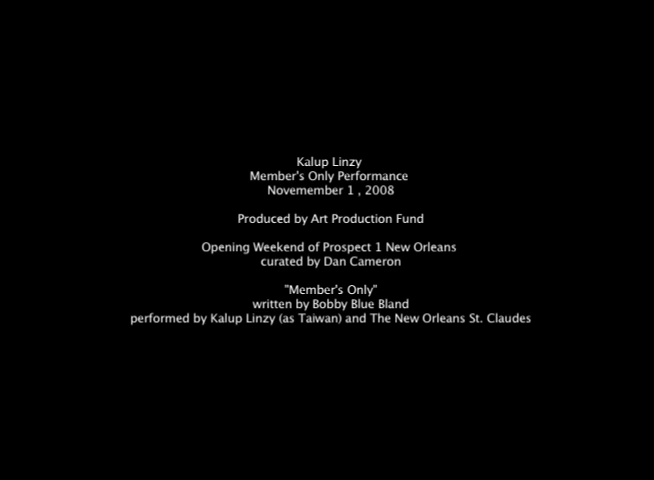 Kalup Linzy
Member's Only Performance
Novemember 1 , 2008
Produced by Art Production Fund
Opening Weekend of Prospect 1 New Orleans
curated by Dan Cameron
"Member's Only"
written by Bobby Blue Bland
performed by Kalup Linzy (as Taiwan) and The New Orleans St. Claudes